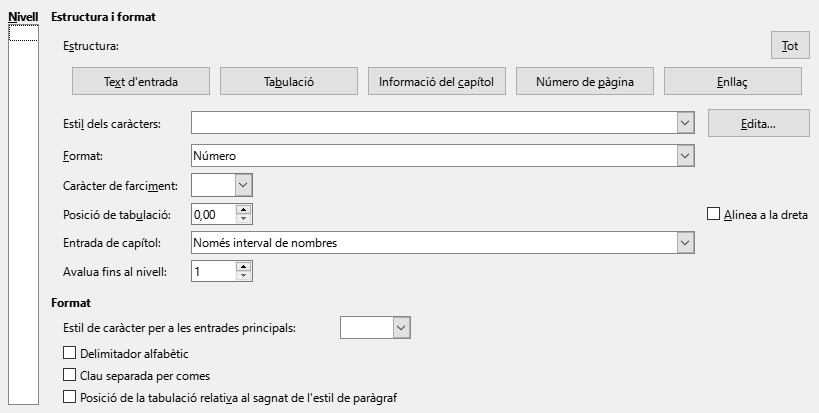 Nivell Estructura i format
Estructura: Tot
Text d'entrada Tabulació Informació del capítol Número de pàgina Enllaç
Estil dels caràcters: Edita...
Format: Número
Caràcter de farciment:
Posició de tabulació: 0,00 Alinea a la dreta
Entrada de capítol: Només interval de nombres
Avalua fins al nivell: 1
Format
Estil de caràcter per a les entrades principals:
Delimitador alfabètic
Clau separada per comes
Posició de la tabulació relativa al sagnat de l'estil de paràgraf